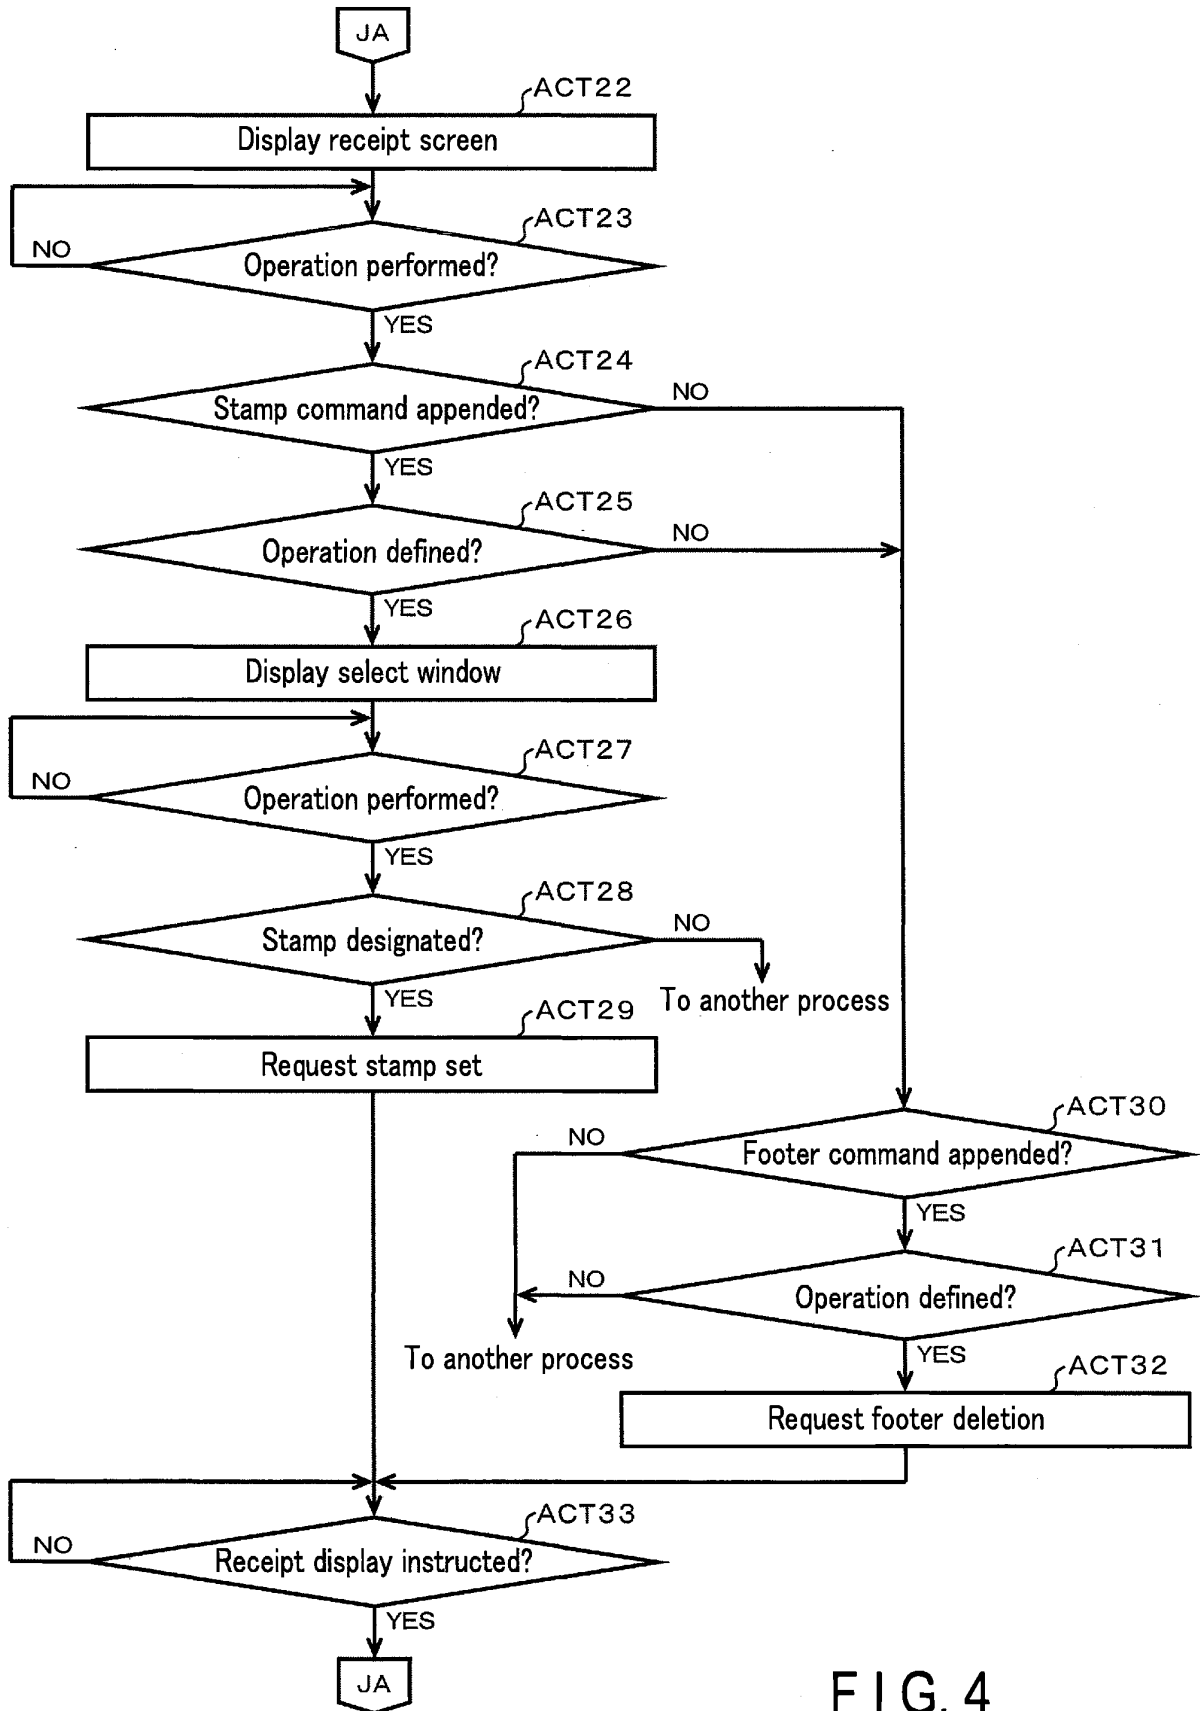 JA
ACT22
Display receipt screen
ACT23
NO
Operation performed?
YES
ACT24
NO
Stamp command appended?
YES
ACT25
NO
Operation defined?
YES
ACT26
Display select window
ACT27
NO
Operation performed?
YES
ACT28
NO
Stamp designated?
YES
To another process
ACT29
Request stamp set
ACT30
NO
Footer command appended?
YES
ACT31
NO
Operation defined?
YES
To another process
ACT32
Request footer deletion
ACT33
NO
Receipt display instructed?
YES
JA
FIG. 4